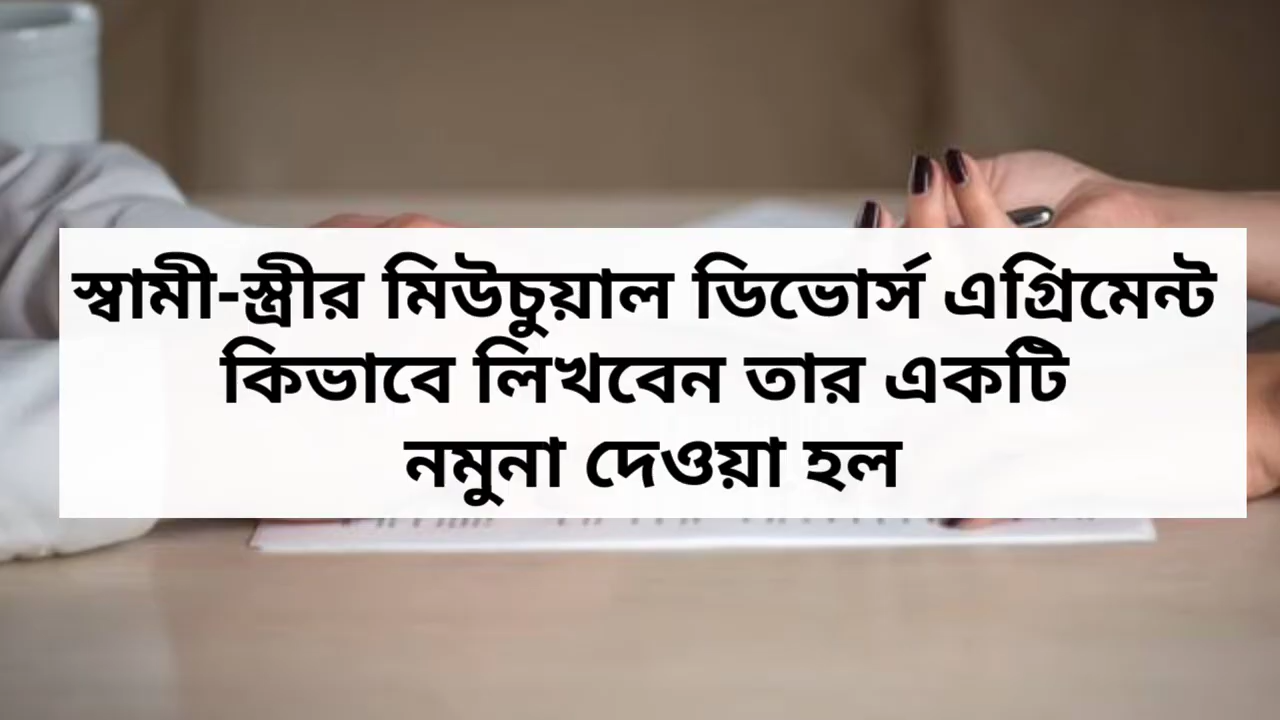 স্বামী-স্ত্রীর মিউচুয়াল ডিভোর্স এগ্রিমেন্ট
কিভাবে লিখবেন তার একটি
নমুনা দেওয়া হল